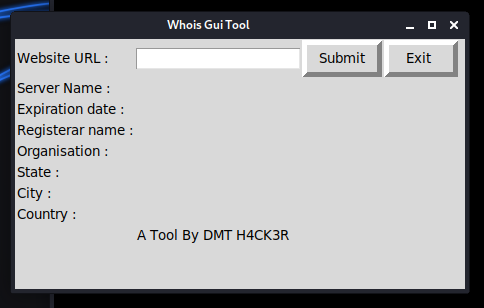 Whois Gui Tool
Website URL : Submit Exit
Server Name :
Expiration date :
Registerar name :
Organisation :
State :
City :
Country :
A Tool By DMT H4CK3R